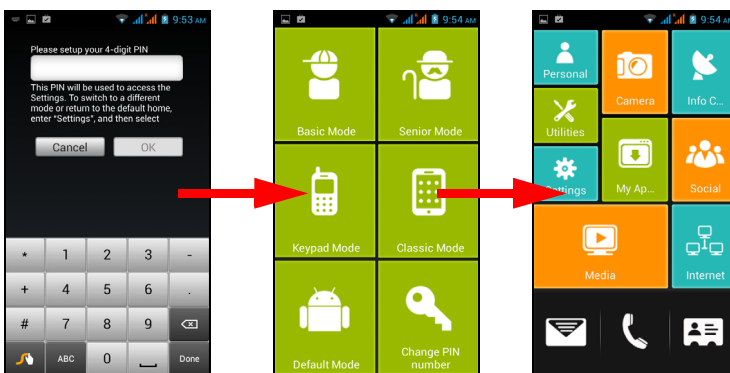 9:53 AM
Please setup your 4-digit PIN
This PIN will be used to access the
Settings. To switch to a different
mode or return to the default home,
enter "Settings", and then select
Cancel OK
* 1 2 3 -
+ 4 5 6 .
# 7 8 9
ABC 0 Done
9:54 AM
Basic Mode Senior Mode
Keypad Mode Classic Mode
Default Mode Change PIN
number
9:54 AM
Personal
Camera Info C...
Utilities
Settings My Ap... Social
Media Internet